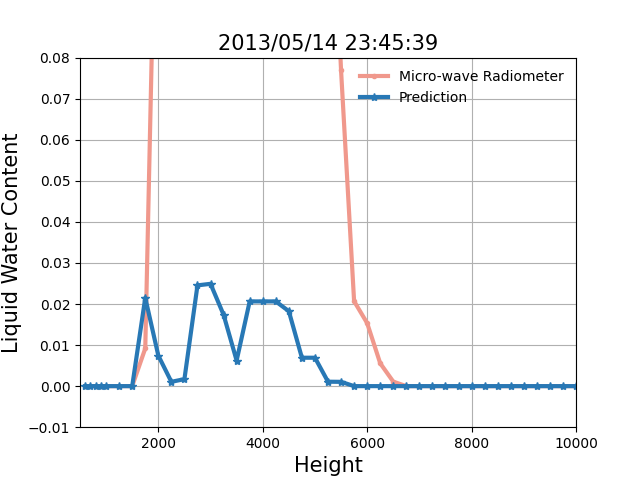 2013/05/14 23:45:39
Micro-wave Radiometer
Prediction
Liquid Water Content
0.08
0.07
0.06
0.05
0.04
0.03
0.02
0.01
0.00
−0.01
2000 4000 6000 8000 10000
Height